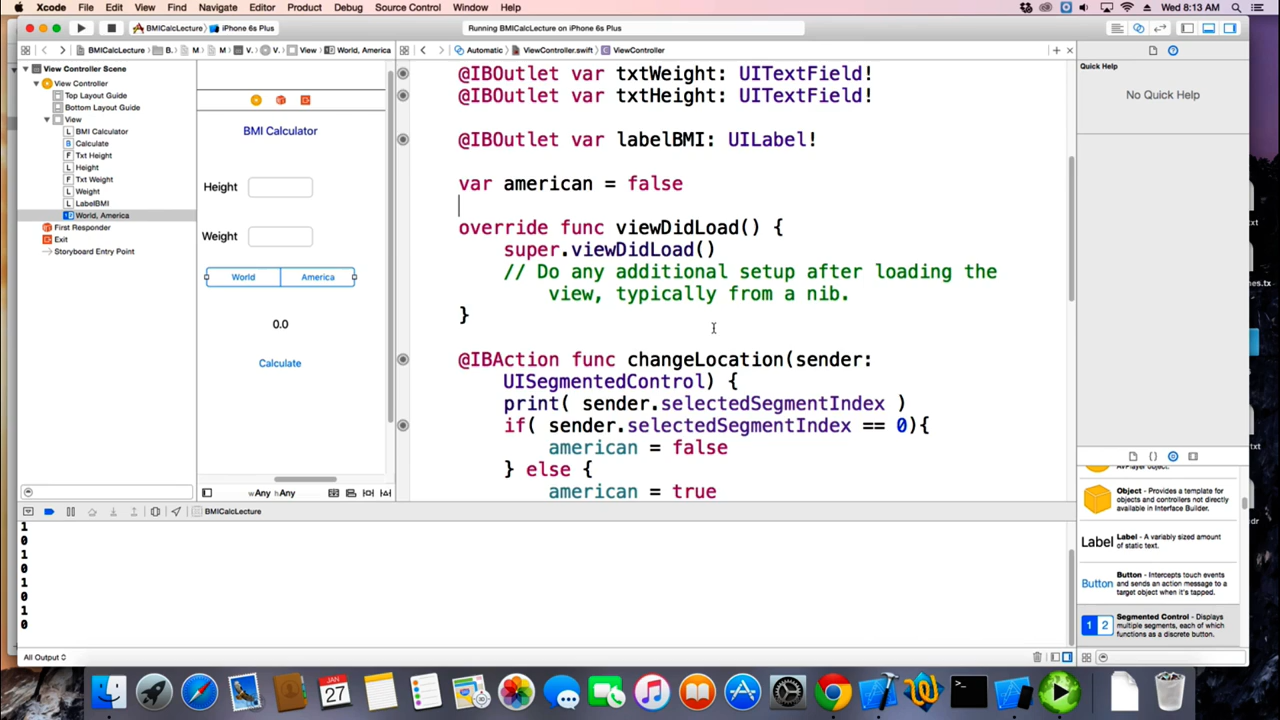 Xcode File Edit View Find Navigate Editor Product Debug Source Control Window Help
Wed 8:13 AM
BMICalcLecture iPhone 6s Plus
Running BMICalcLecture on iPhone 6s Plus
BMICalcLecture B. M M V. V. View World, America
Automatic ViewController.swift ViewController
View Controller Scene
View Controller
Top Layout Guide
Bottom Layout Guide
View
L BMI Calculator
B Calculate
F Txt Height
L Height
F Txt Weight
L Weight
L LabelBMI
World, America
First Responder
Exit
Storyboard Entry Point
BMI Calculator
Height
Weight
World America
0.0
Calculate
wAny hAny
@IBOutlet var txtWeight: UITextField!
@IBOutlet var txtHeight: UITextField!
@IBOutlet var labelBMI: UILabel!
var american = false
override func viewDidLoad() {
super.viewDidLoad()
// Do any additional setup after loading the
view, typically from a nib.
}
@IBAction func changeLocation(sender:
UISegmentedControl) {
print( sender.selectedSegmentIndex )
if( sender.selectedSegmentIndex == 0){
american = false
} else {
american = true
Quick Help
No Quick Help
AVPlayer object.
Object - Provides a template for
objects and controllers not directly
available in Interface Builder.
Label
Label - A variably sized amount
of static text.
Button
Button - Intercepts touch events
and sends an action message to a
target object when it's tapped.
1 2
Segmented Control - Displays
multiple segments, each of which
functions as a discrete button.
BMICalcLecture
1
0
1
0
1
0
1
0
All Output
JAN
27